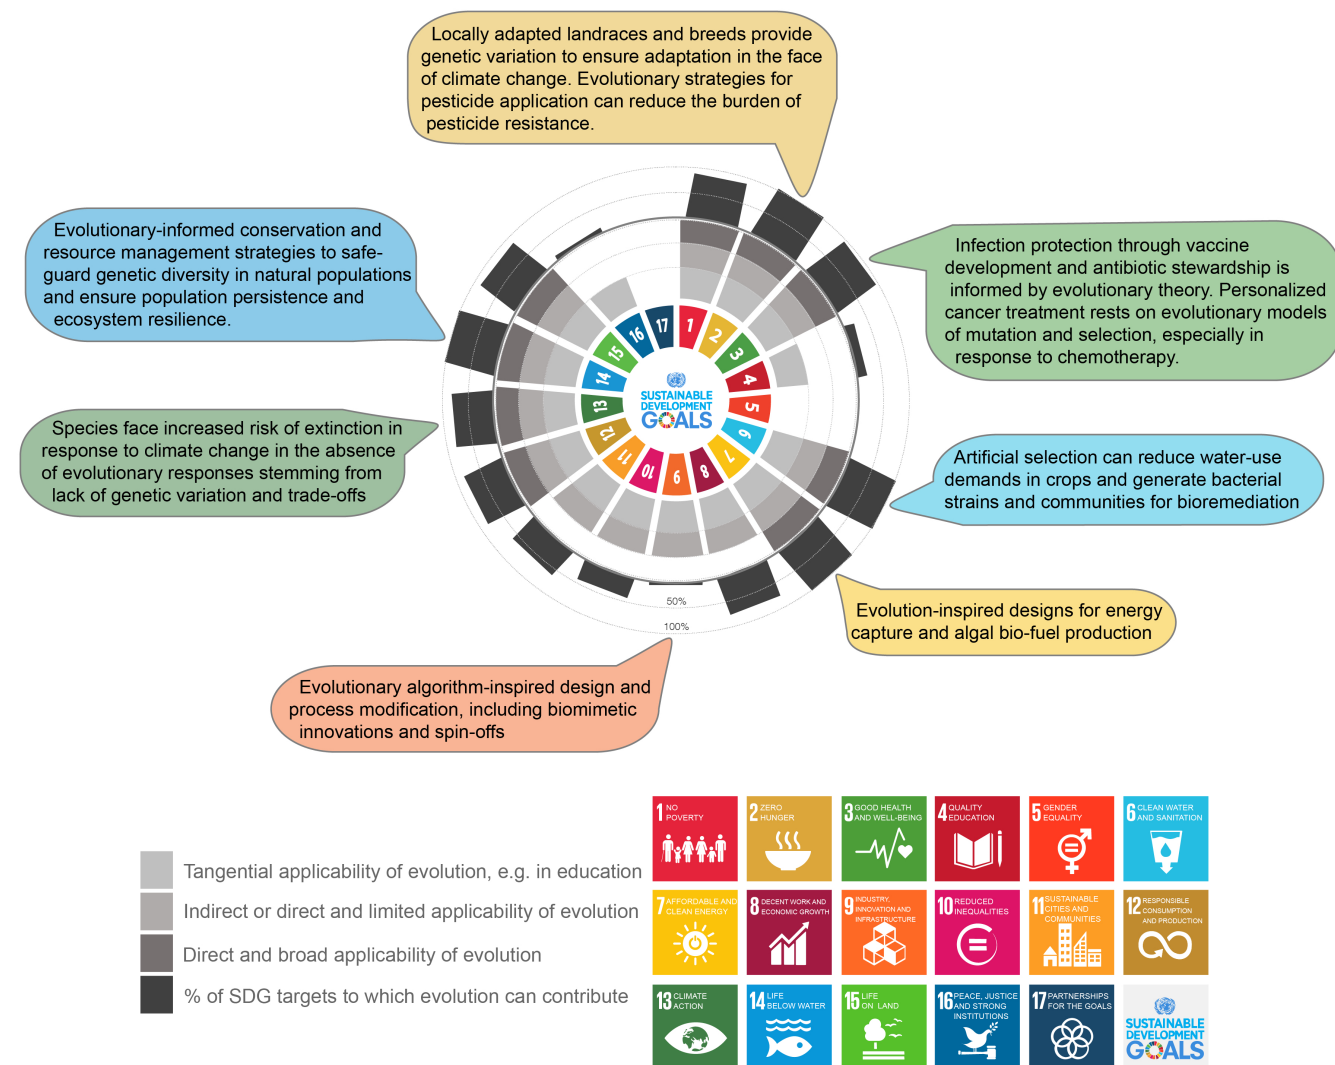 Locally adapted landraces and breeds provide
genetic variation to ensure adaptation in the face
of climate change. Evolutionary strategies for
pesticide application can reduce the burden of
pesticide resistance.
Evolutionary-informed conservation and
resource management strategies to safe-
guard genetic diversity in natural populations
and ensure population persistence and
ecosystem resilience.
Infection protection through vaccine
development and antibiotic stewardship is
informed by evolutionary theory. Personalized
cancer treatment rests on evolutionary models
of mutation and selection, especially in
response to chemotherapy.
Species face increased risk of extinction in
response to climate change in the absence
of evolutionary responses stemming from
lack of genetic variation and trade-offs
Artificial selection can reduce water-use
demands in crops and generate bacterial
strains and communities for bioremediation
Evolution-inspired designs for energy
capture and algal bio-fuel production
Evolutionary algorithm-inspired design and
process modification, including biomimetic
innovations and spin-offs
1
2
3
4
5
6
7
8
9
10
11
12
13
14
15
16
17
SUSTAINABLE
DEVELOPMENT
GOALS
50%
100%
Tangential applicability of evolution, e.g. in education
Indirect or direct and limited applicability of evolution
Direct and broad applicability of evolution
% of SDG targets to which evolution can contribute
1 NO
POVERTY
2 ZERO
HUNGER
3 GOOD HEALTH
AND WELL-BEING
4 QUALITY
EDUCATION
5 GENDER
EQUALITY
6 CLEAN WATER
AND SANITATION
7 AFFORDABLE AND
CLEAN ENERGY
8 DECENT WORK AND
ECONOMIC GROWTH
9 INDUSTRY,
INNOVATION AND
INFRASTRUCTURE
10 REDUCED
INEQUALITIES
11 SUSTAINABLE
CITIES AND
COMMUNITIES
12 RESPONSIBLE
CONSUMPTION
AND PRODUCTION
13 CLIMATE
ACTION
14 LIFE
BELOW WATER
15 LIFE
ON LAND
16 PEACE, JUSTICE
AND STRONG
INSTITUTIONS
17 PARTNERSHIPS
FOR THE GOALS
SUSTAINABLE
DEVELOPMENT
GOALS